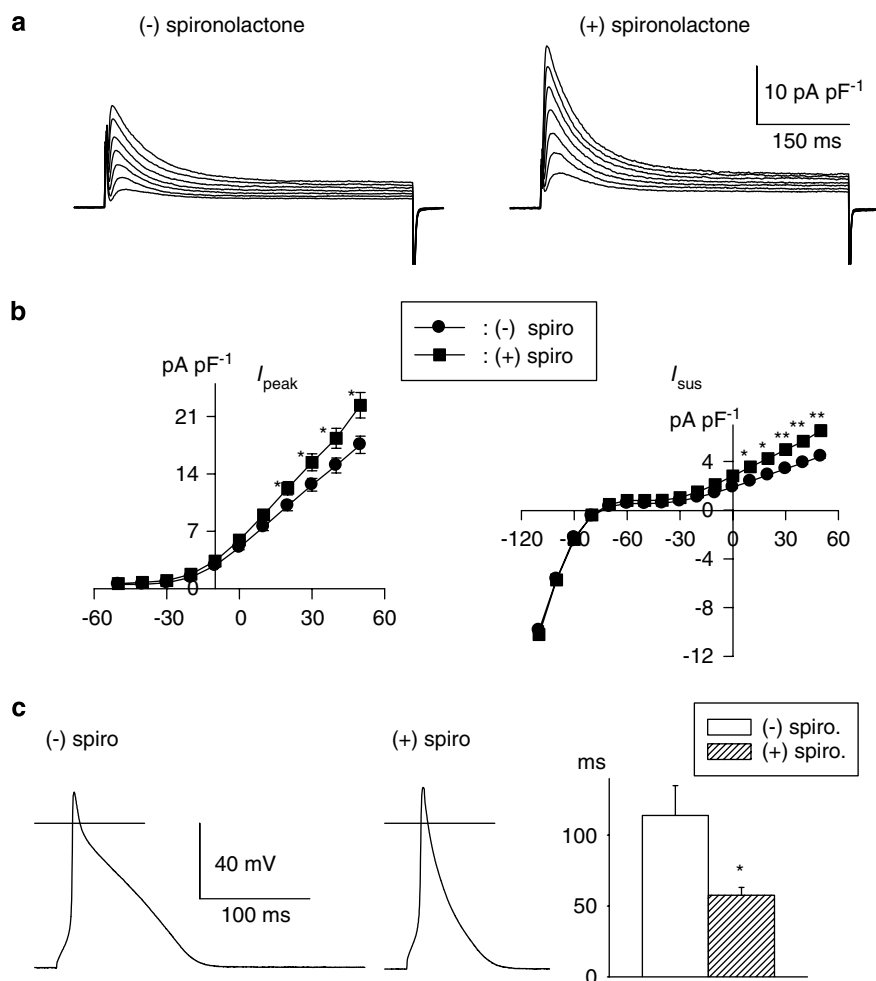 a
(-) spironolactone
(+) spironolactone
10 pA pF-1
150 ms
b
: (-) spiro
: (+) spiro
pA pF-1
Ipeak
21
14
7
0
-60 -30 0 30 60
* * * *
Isus
pA pF-1
* * ** ** **
4
0
-120 -90 -60 -30 0 30 60
-4
-8
-12
c
(-) spiro
(+) spiro
40 mV
100 ms
(-) spiro.
(+) spiro.
ms
100
50
0
*